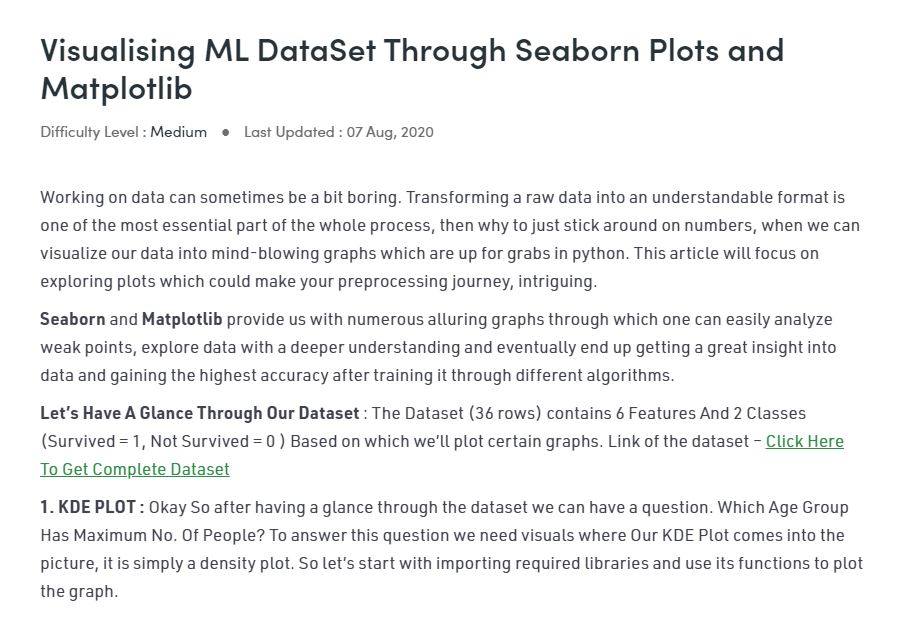 Visualising ML DataSet Through Seaborn Plots and
Matplotlib
Difficulty Level : Medium ● Last Updated : 07 Aug, 2020
Working on data can sometimes be a bit boring. Transforming a raw data into an understandable format is
one of the most essential part of the whole process, then why to just stick around on numbers, when we can
visualize our data into mind-blowing graphs which are up for grabs in python. This article will focus on
exploring plots which could make your preprocessing journey, intriguing.
Seaborn and Matplotlib provide us with numerous alluring graphs through which one can easily analyze
weak points, explore data with a deeper understanding and eventually end up getting a great insight into
data and gaining the highest accuracy after training it through different algorithms.
Let’s Have A Glance Through Our Dataset : The Dataset (36 rows) contains 6 Features And 2 Classes
(Survived = 1, Not Survived = 0 ) Based on which we’ll plot certain graphs. Link of the dataset – Click Here
To Get Complete Dataset
1. KDE PLOT : Okay So after having a glance through the dataset we can have a question. Which Age Group
Has Maximum No. Of People? To answer this question we need visuals where Our KDE Plot comes into the
picture, it is simply a density plot. So let’s start with importing required libraries and use its functions to plot
the graph.